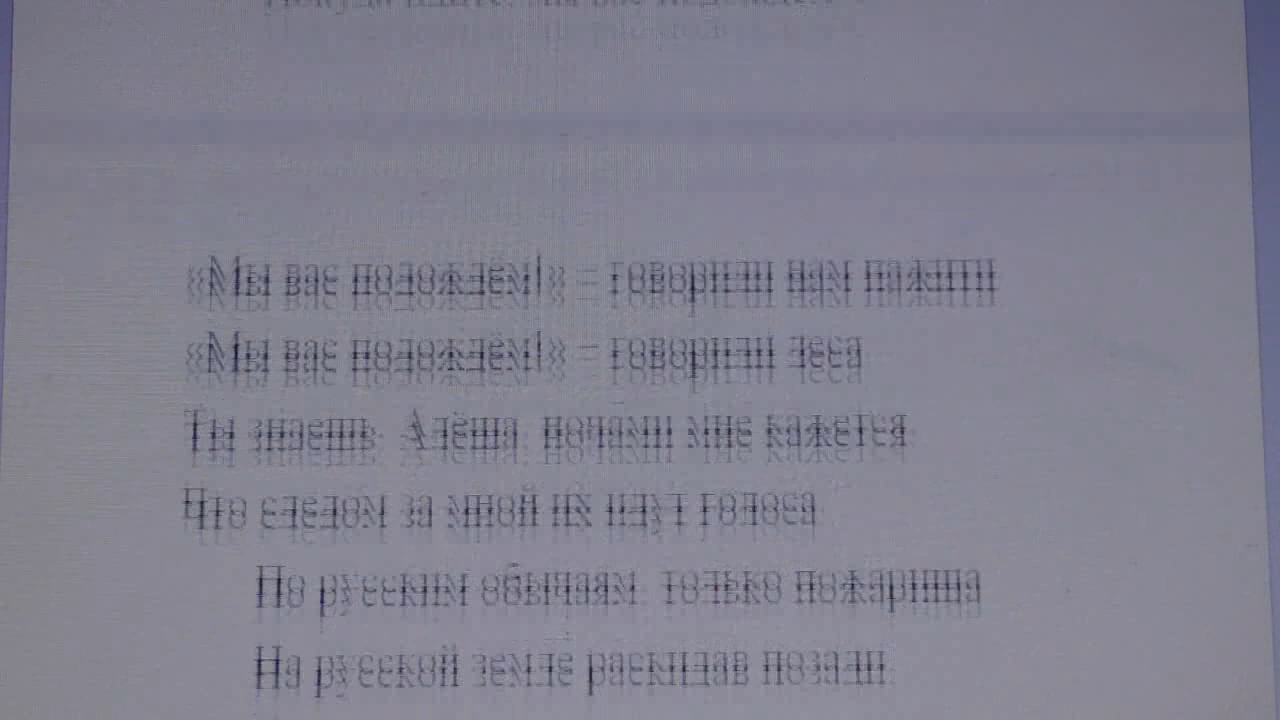 «Мы вас подождём!» – говорили нам пажити
«Мы вас подождём!» – говорили леса
Ты знаешь, Алёша, ночами мне кажется
Что следом за мной их идут голоса
По русским обычаям, только пожарища
На русской земле раскидав позади,